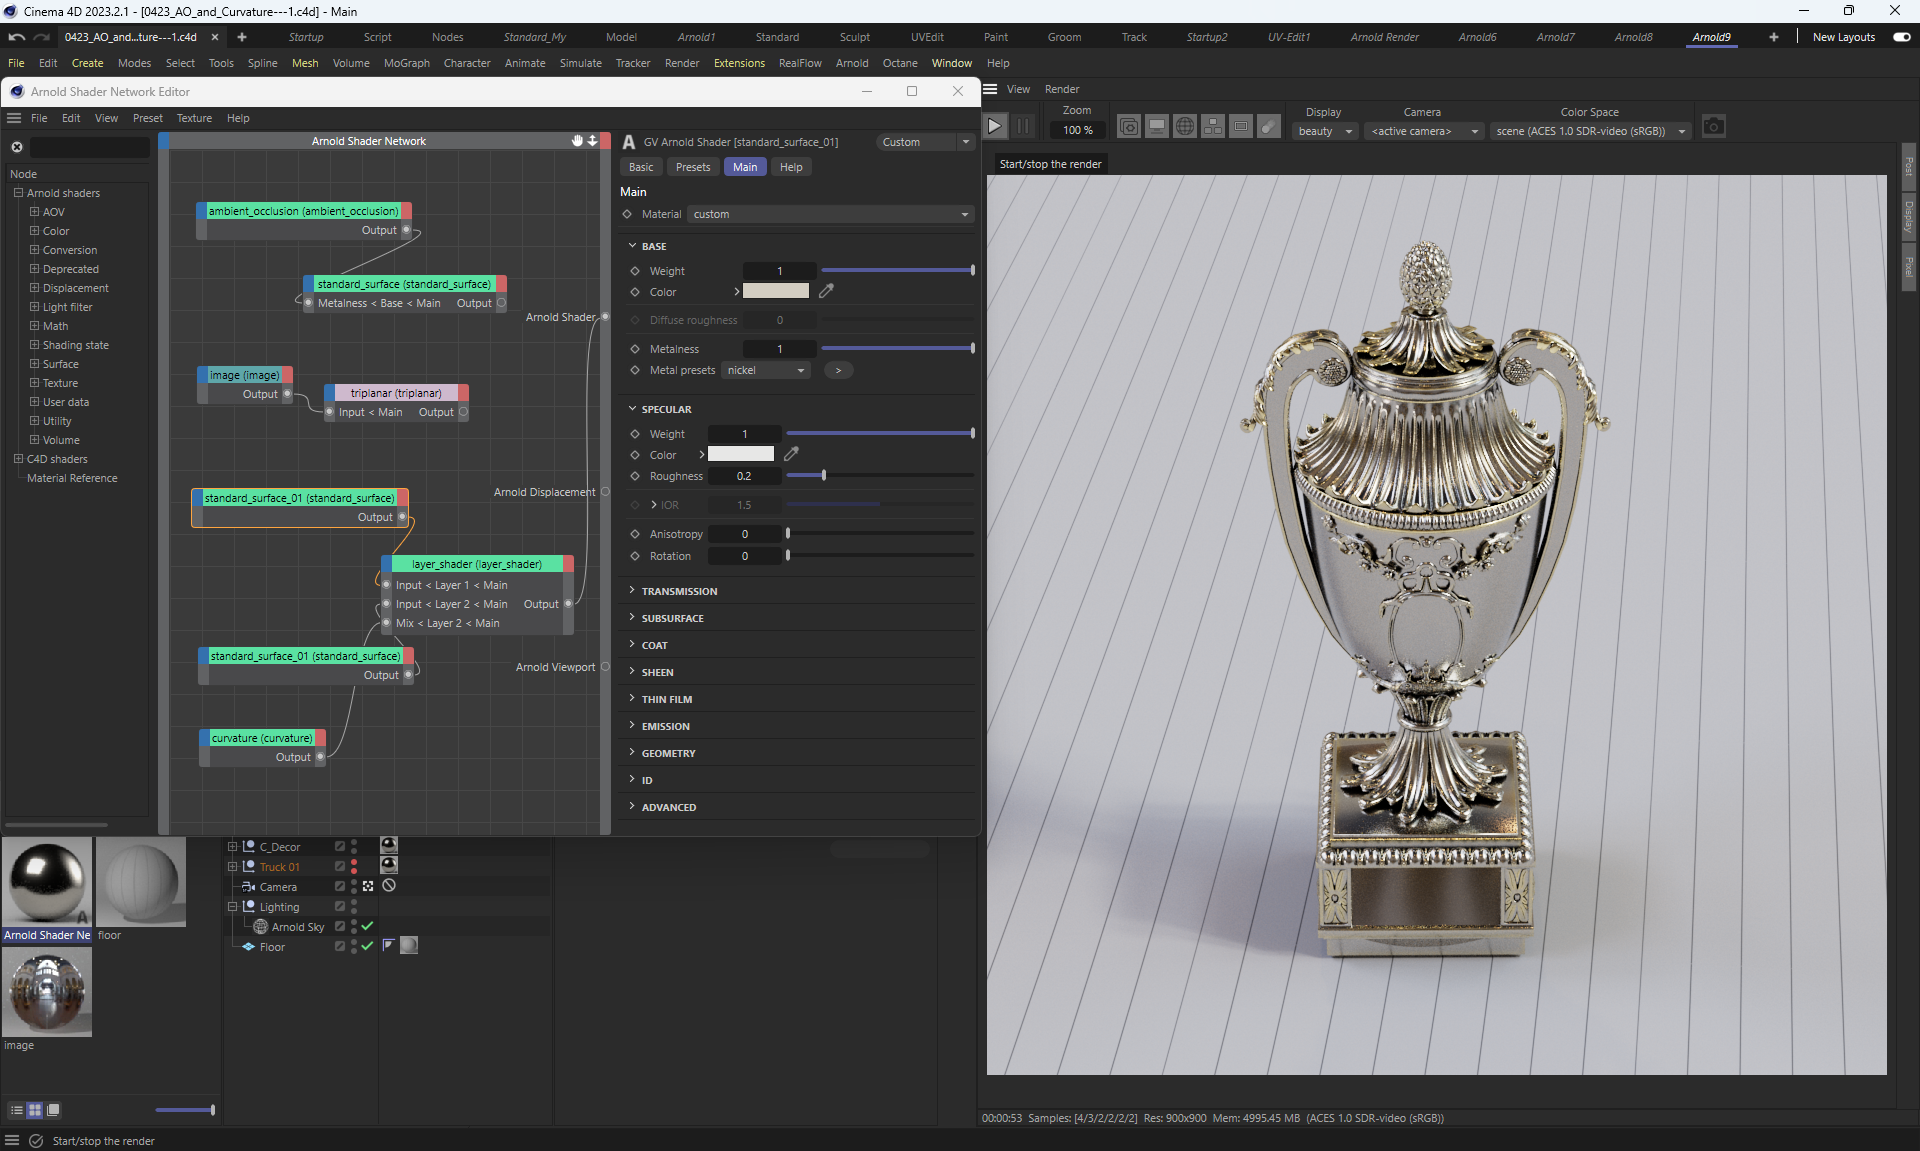 Cinema 4D 2023.2.1 - [0423_AO_and_Curvature---1.c4d] - Main
0423_AO_and...ture---1.c4d × + Startup Script Nodes Standard_My Model Arnold1 Standard Sculpt UVEdit Paint Groom Track Startup2 UV-Edit1 Arnold Render Arnold6 Arnold7 Arnold8 Arnold9 + New Layouts
File Edit Create Modes Select Tools Spline Mesh Volume MoGraph Character Animate Simulate Tracker Render Extensions RealFlow Arnold Octane Window Help
Arnold Shader Network Editor
File Edit View Preset Texture Help
Node
Arnold shaders
AOV
Color
Conversion
Deprecated
Displacement
Light filter
Math
Shading state
Surface
Texture
User data
Utility
Volume
C4D shaders
Material Reference
Arnold Shader Network
ambient_occlusion (ambient_occlusion)
Output
standard_surface (standard_surface)
Metalness < Base < Main Output
Arnold Shader
image (image)
Output
triplanar (triplanar)
Input < Main Output
standard_surface_01 (standard_surface)
Output
Arnold Displacement
layer_shader (layer_shader)
Input < Layer 1 < Main
Input < Layer 2 < Main Output
Mix < Layer 2 < Main
standard_surface_01 (standard_surface)
Output
Arnold Viewport
curvature (curvature)
Output
GV Arnold Shader [standard_surface_01] Custom
Basic Presets Main Help
Main
Material custom
BASE
Weight 1
Color >
Diffuse roughness 0
Metalness 1
Metal presets nickel >
SPECULAR
Weight 1
Color >
Roughness 0.2
> IOR 1.5
Anisotropy 0
Rotation 0
> TRANSMISSION
> SUBSURFACE
> COAT
> SHEEN
> THIN FILM
> EMISSION
> GEOMETRY
> ID
> ADVANCED
View Render
Zoom
100 %
Display
beauty
Camera
<active camera>
Color Space
scene (ACES 1.0 SDR-video (sRGB))
Start/stop the render
Post
Display
Pixel
Arnold Shader Ne
floor
image
C_Decor
Truck 01
Camera
Lighting
Arnold Sky
Floor
00:00:53 Samples: [4/3/2/2/2/2] Res: 900x900 Mem: 4995.45 MB (ACES 1.0 SDR-video (sRGB))
Start/stop the render